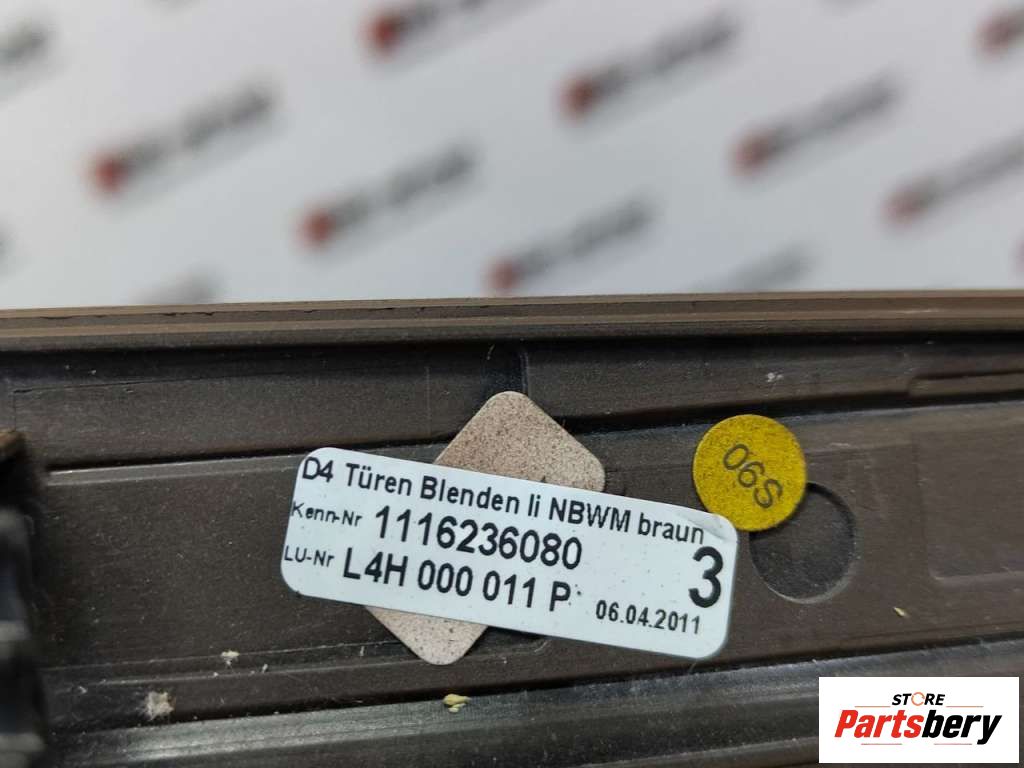 D4 Türen Blenden li NBWM braun
Kenn-Nr 1116236080
LU-Nr L4H 000 011 P 06.04.2011 3
06S
STORE
Partsbery